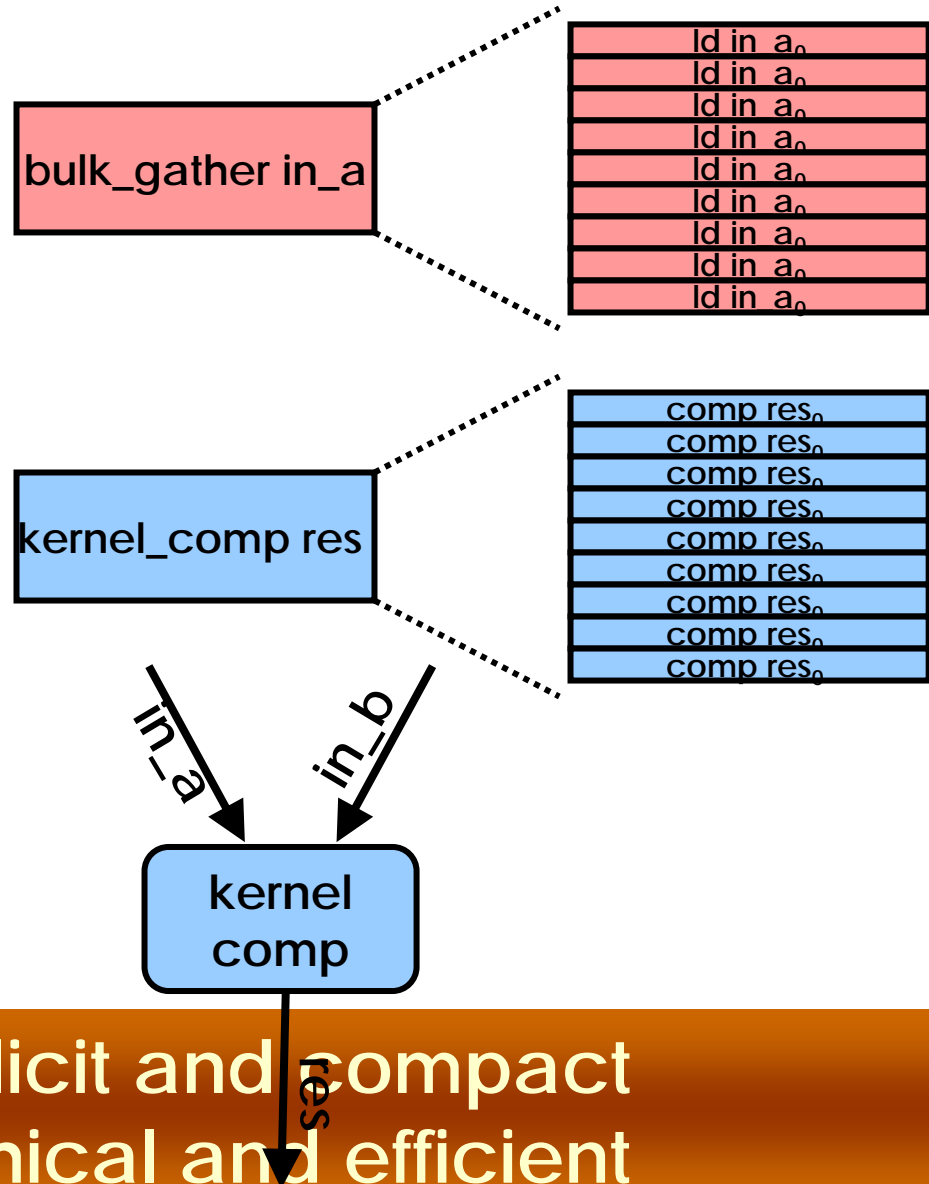 bulk_gather in_a
ld in_a₀
ld in_a₀
ld in_a₀
ld in_a₀
ld in_a₀
ld in_a₀
ld in_a₀
ld in_a₀
ld in_a₀
kernel_comp res
comp res₀
comp res₀
comp res₀
comp res₀
comp res₀
comp res₀
comp res₀
comp res₀
comp res₀
in_a
in_b
kernel
comp
res
licit and compact
nical and efficient